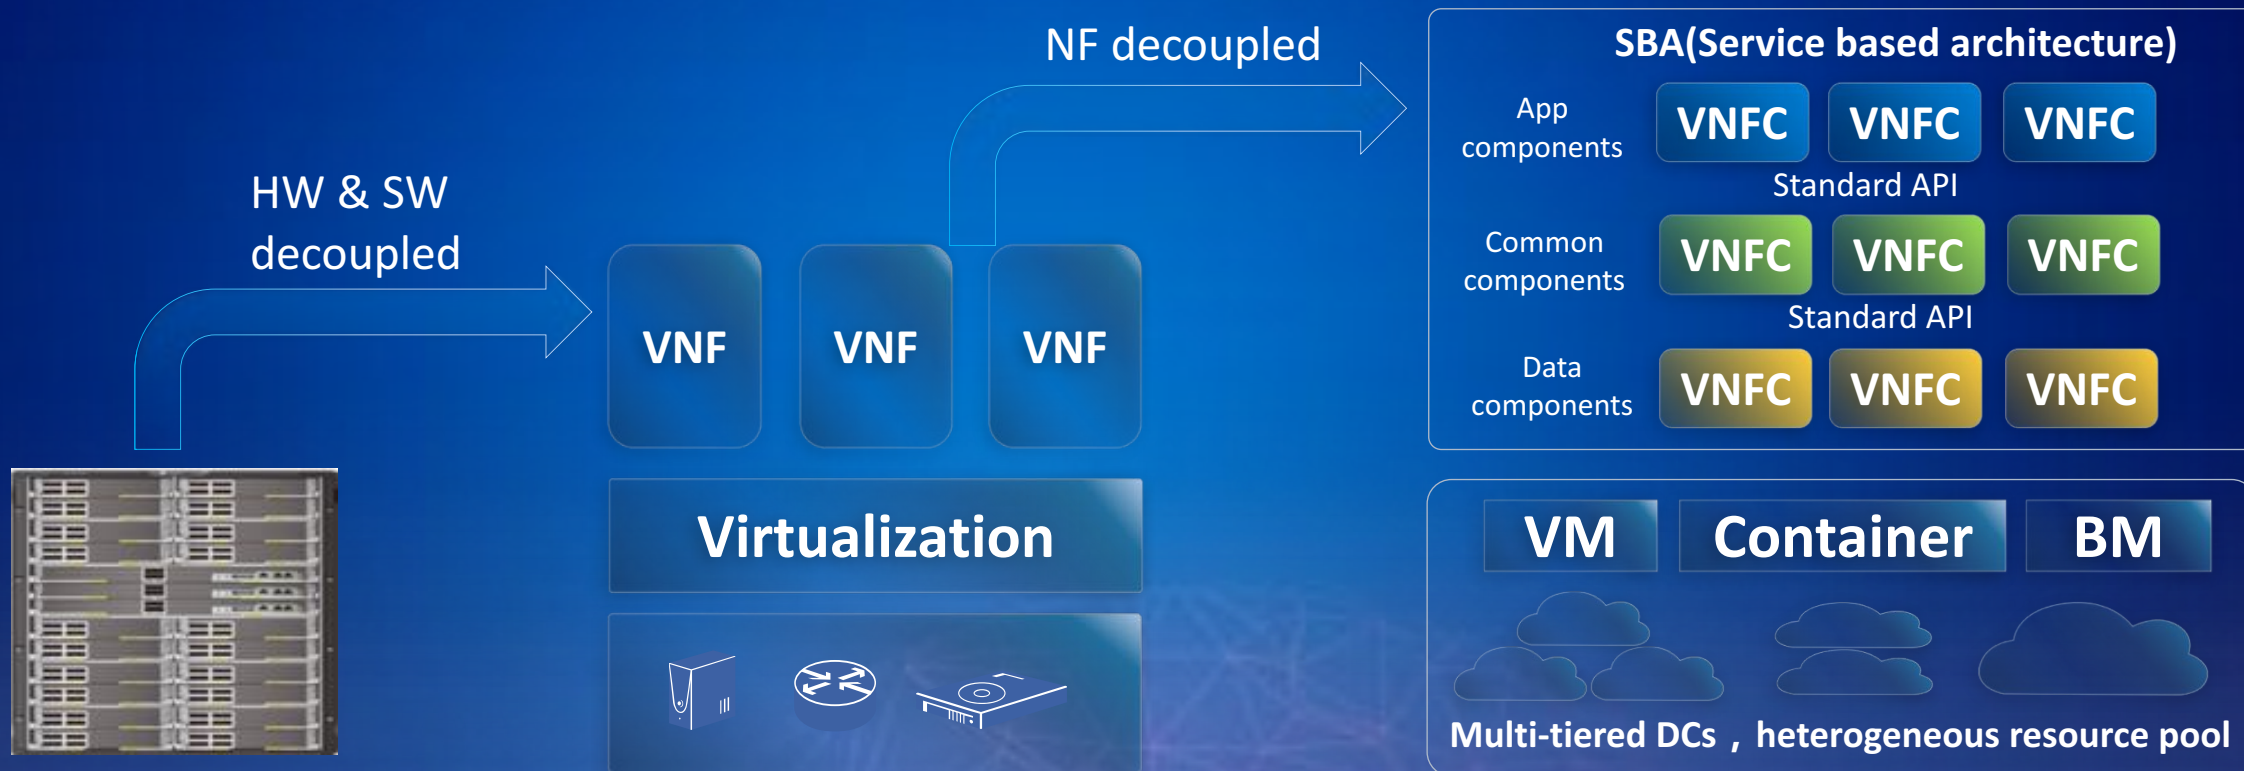 HW & SW
decoupled
VNF VNF VNF
Virtualization
NF decoupled
SBA(Service based architecture)
App
components
VNFC VNFC VNFC
Standard API
Common
components
VNFC VNFC VNFC
Standard API
Data
components
VNFC VNFC VNFC
VM Container BM
Multi-tiered DCs , heterogeneous resource pool